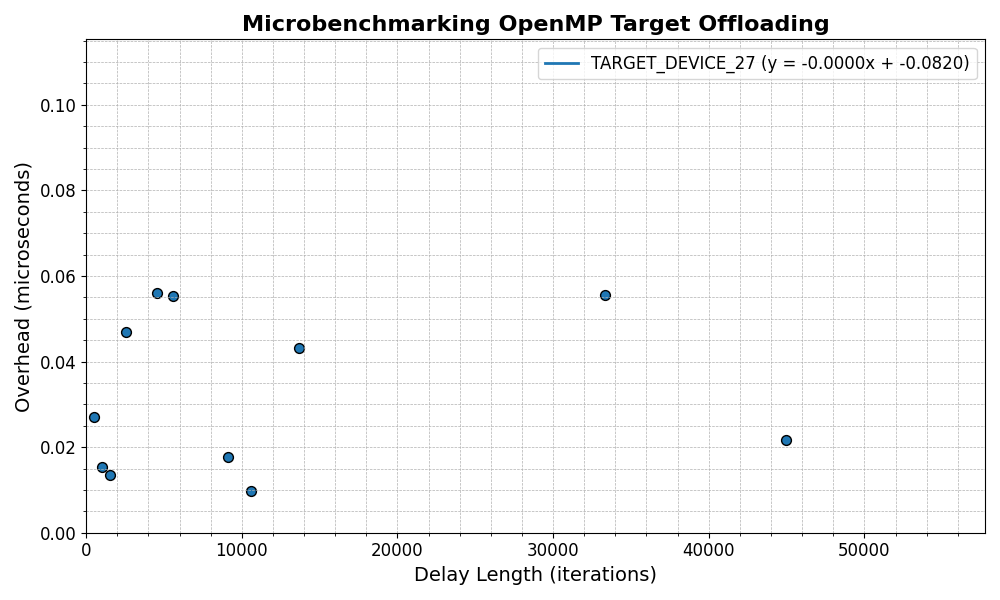 Microbenchmarking OpenMP Target Offloading
TARGET_DEVICE_27 (y = -0.0000x + -0.0820)
Overhead (microseconds)
0.10
0.08
0.06
0.04
0.02
0.00
0 10000 20000 30000 40000 50000
Delay Length (iterations)